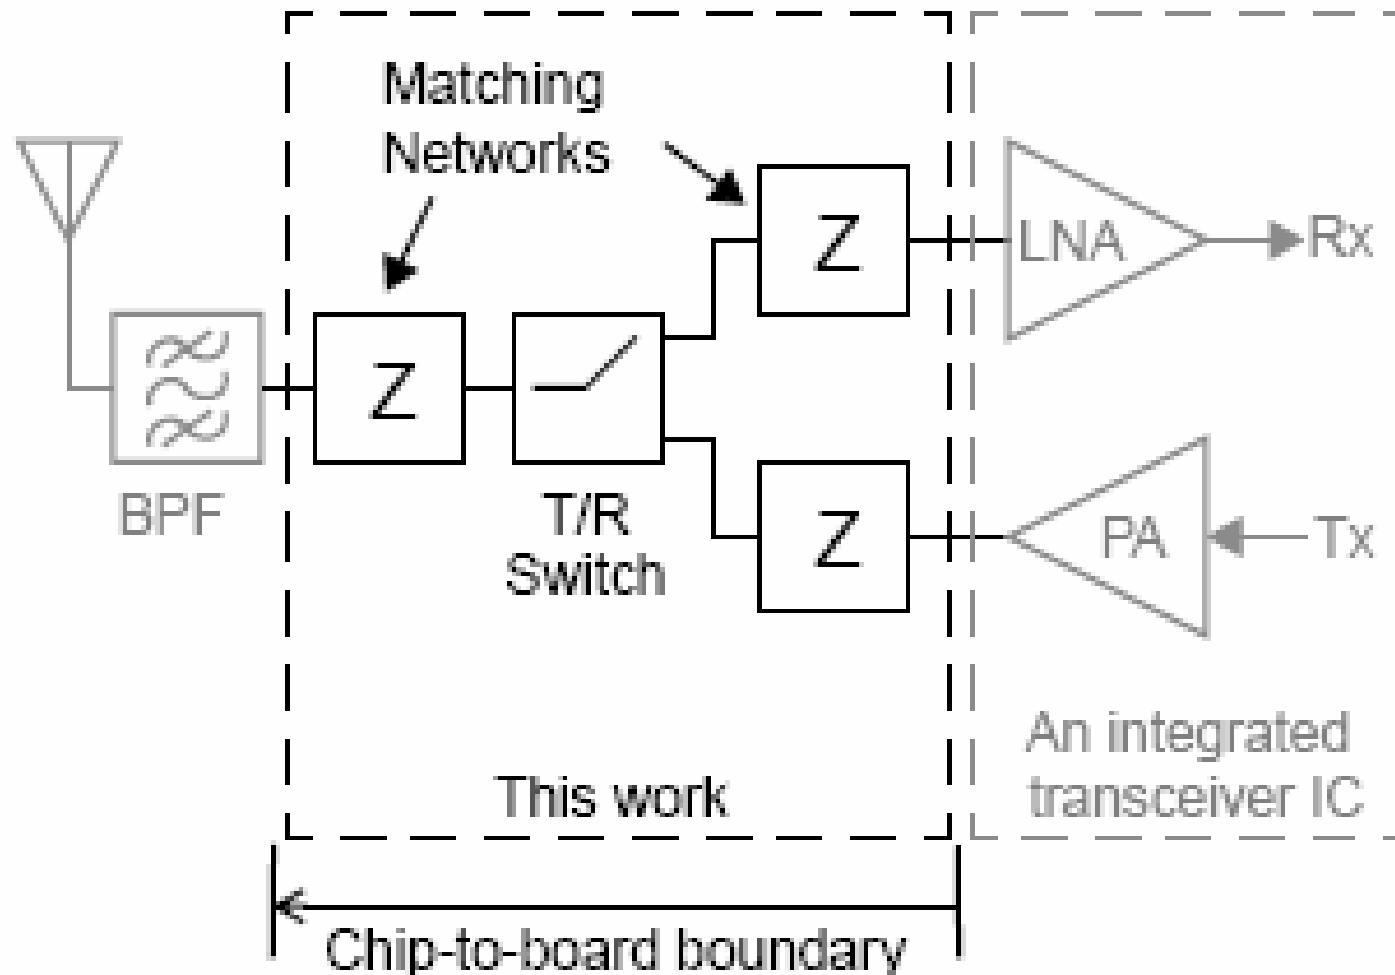 Matching
Networks
Z
LNA
Rx
Z
BPF
T/R
Switch
Z
PA
Tx
An integrated
transceiver IC
This work
Chip-to-board boundary